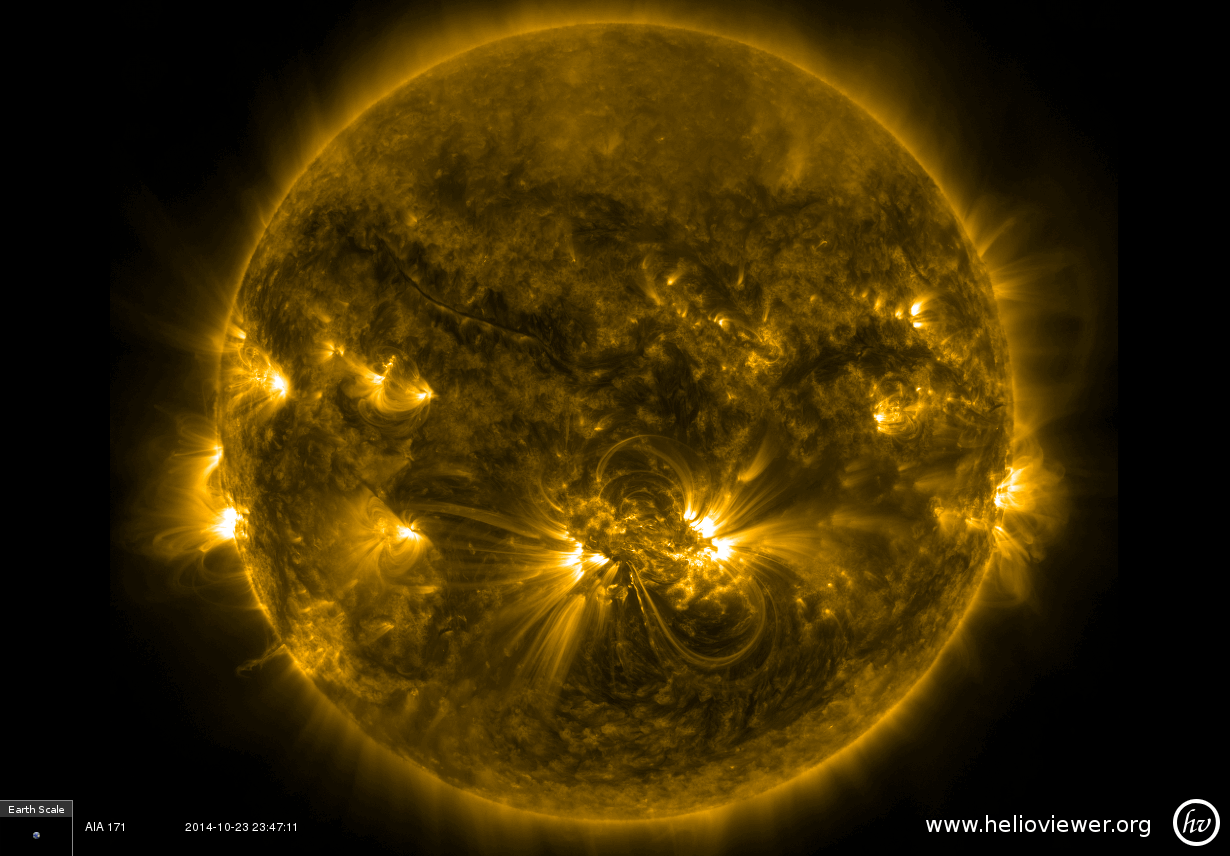 Earth Scale
AIA 171
2014-10-23 23:47:11
www.helioviewer.org
hv